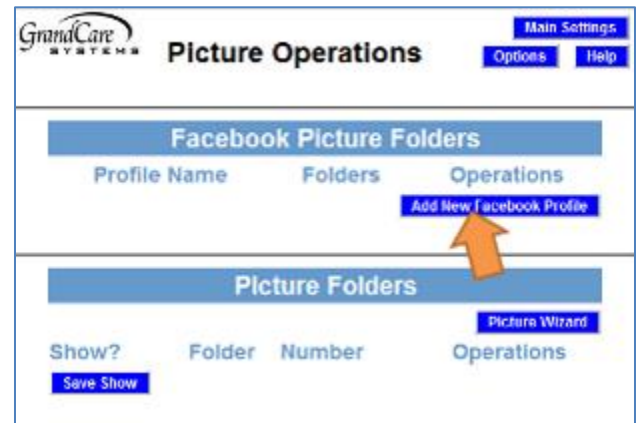 GrandCare
SYSTEMS
Picture Operations
Main Settings
Options Help
Facebook Picture Folders
Profile Name Folders Operations
Add New Facebook Profile
Picture Folders
Picture Wizard
Show? Folder Number Operations
Save Show